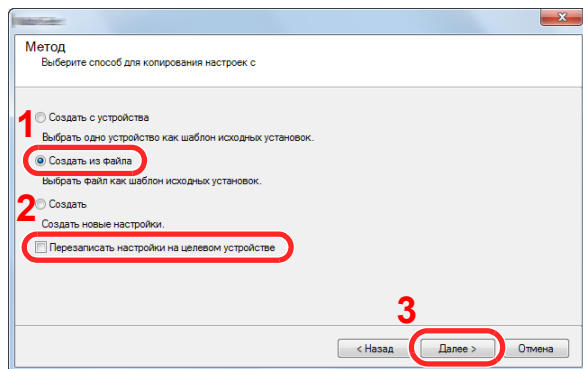 Метод
Выберите способ для копирования настроек с
1
Создать с устройства
Выбрать одно устройство как шаблон исходных установок.
Создать из файла
Выбрать файл как шаблон исходных установок.
2
Создать
Создать новые настройки.
Перезаписать настройки на целевом устройстве
3
< Назад
Далее >
Отмена